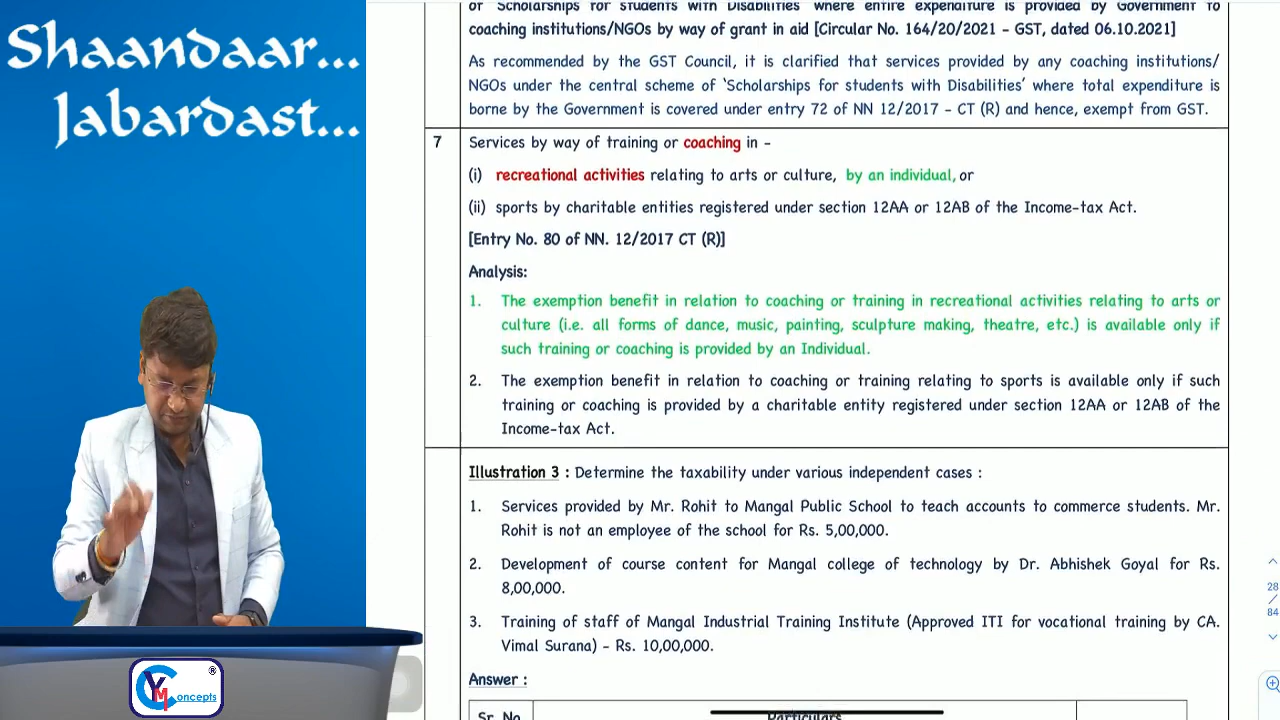 Shaandaar...
Jabardast...
of 'Scholarships for students with Disabilities' where entire expenditure is provided by Government to
coaching institutions/NGOs by way of grant in aid [Circular No. 164/20/2021 – GST, dated 06.10.2021]
As recommended by the GST Council, it is clarified that services provided by any coaching institutions/
NGOs under the central scheme of 'Scholarships for students with Disabilities' where total expenditure is
borne by the Government is covered under entry 72 of NN 12/2017 – CT (R) and hence, exempt from GST.
7 Services by way of training or coaching in –
(i) recreational activities relating to arts or culture, by an individual, or
(ii) sports by charitable entities registered under section 12AA or 12AB of the Income-tax Act.
[Entry No. 80 of NN. 12/2017 CT (R)]
Analysis:
1. The exemption benefit in relation to coaching or training in recreational activities relating to arts or
culture (i.e. all forms of dance, music, painting, sculpture making, theatre, etc.) is available only if
such training or coaching is provided by an Individual.
2. The exemption benefit in relation to coaching or training relating to sports is available only if such
training or coaching is provided by a charitable entity registered under section 12AA or 12AB of the
Income-tax Act.
Illustration 3 : Determine the taxability under various independent cases :
1. Services provided by Mr. Rohit to Mangal Public School to teach accounts to commerce students. Mr.
Rohit is not an employee of the school for Rs. 5,00,000.
2. Development of course content for Mangal college of technology by Dr. Abhishek Goyal for Rs.
8,00,000.
3. Training of staff of Mangal Industrial Training Institute (Approved ITI for vocational training by CA.
Vimal Surana) – Rs. 10,00,000.
Answer :
Sr. No. Particulars
28
/
84
YM Concepts ®